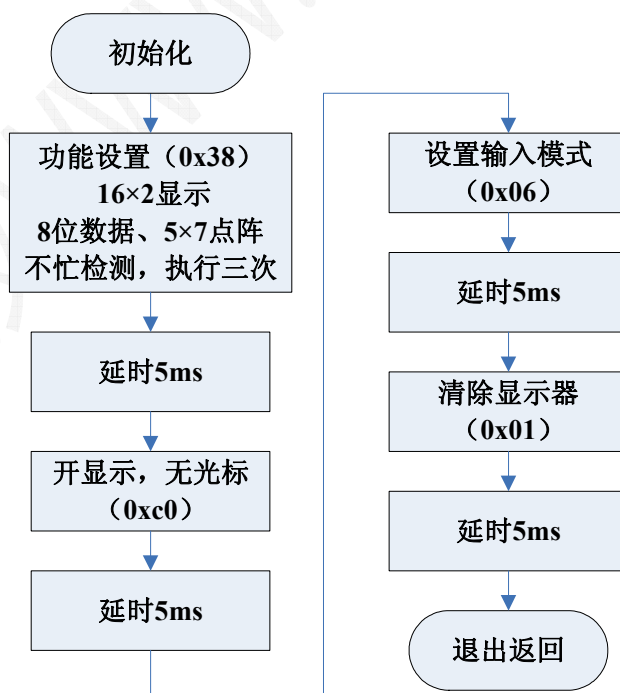 初始化
功能设置（0x38）
16×2显示
8位数据、5×7点阵
不忙检测，执行三次
延时5ms
开显示，无光标
（0xc0）
延时5ms
设置输入模式
（0x06）
延时5ms
清除显示器
（0x01）
延时5ms
退出返回